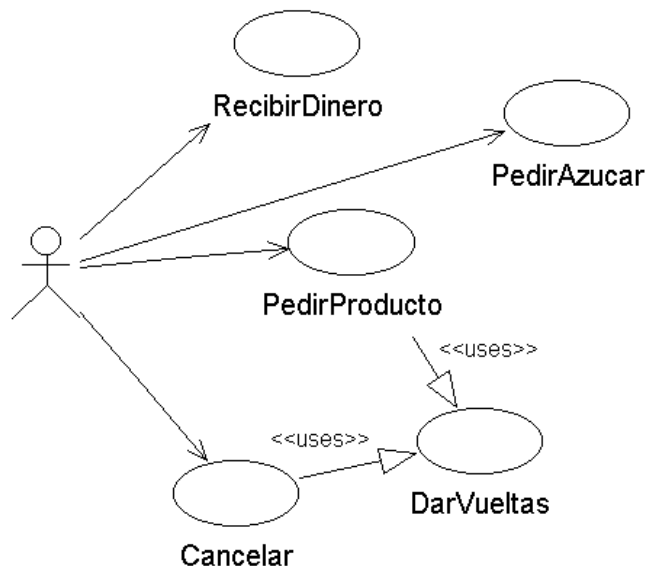 RecibirDinero
PedirAzucar
PedirProducto
<<uses>>
<<uses>>
DarVueltas
Cancelar